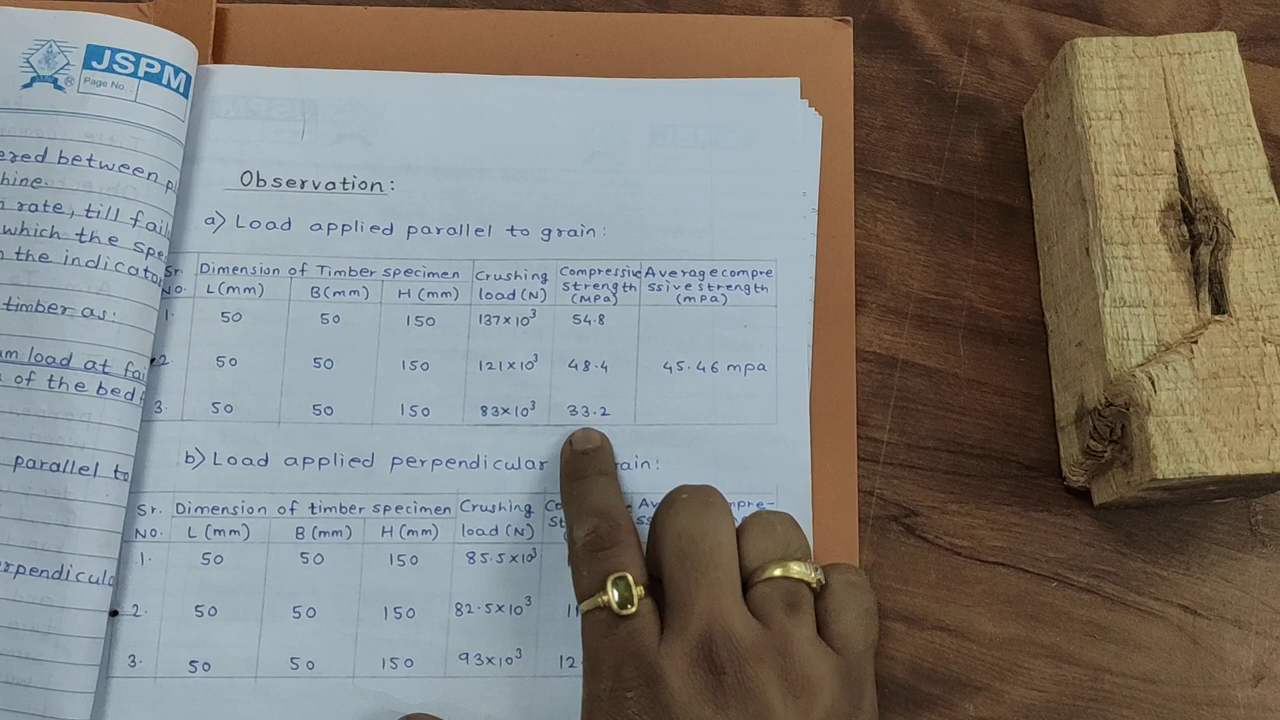 JSPM
Page No. :
ered between
hine.
n rate, till fail
which the spe
n the indicato
timber as:
um load at fai
of the bed
parallel to
erpendicula
Observation:
a) Load applied parallel to grain:
Sr. No. Dimension of Timber specimen Crushing load (N) Compressive strength (MPa) Average compressive strength (mPa)
L(mm) B(mm) H (mm)
1. 50 50 150 137×10³ 54.8
2. 50 50 150 121×10³ 48.4 45.46 mpa
3. 50 50 150 83×10³ 33.2
b) Load applied perpendicular rain:
Sr. No. Dimension of timber specimen Crushing load (N)
L (mm) B (mm) H (mm)
1. 50 50 150 85.5×10³
2. 50 50 150 82.5×10³ 11
3. 50 50 150 93×10³ 12.